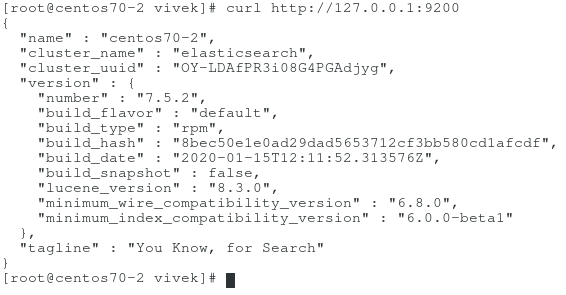 [root@centos70-2 vivek]# curl http://127.0.0.1:9200
{
  "name" : "centos70-2",
  "cluster_name" : "elasticsearch",
  "cluster_uuid" : "OY-LDAfPR3i08G4PGAdjyg",
  "version" : {
    "number" : "7.5.2",
    "build_flavor" : "default",
    "build_type" : "rpm",
    "build_hash" : "8bec50e1e0ad29dad5653712cf3bb580cd1afcdf",
    "build_date" : "2020-01-15T12:11:52.313576Z",
    "build_snapshot" : false,
    "lucene_version" : "8.3.0",
    "minimum_wire_compatibility_version" : "6.8.0",
    "minimum_index_compatibility_version" : "6.0.0-beta1"
  },
  "tagline" : "You Know, for Search"
}
[root@centos70-2 vivek]#